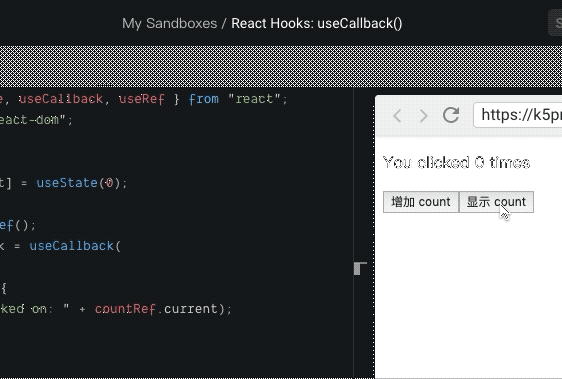 My Sandboxes / React Hooks: useCallback()
, useCallback, useRef } from "react";
eact-dom";
https://k5p
You clicked 0 times
t] = useState(0);
增加 count 显示 count
ef();
k = useCallback(
{
ked on: " + countRef.current);